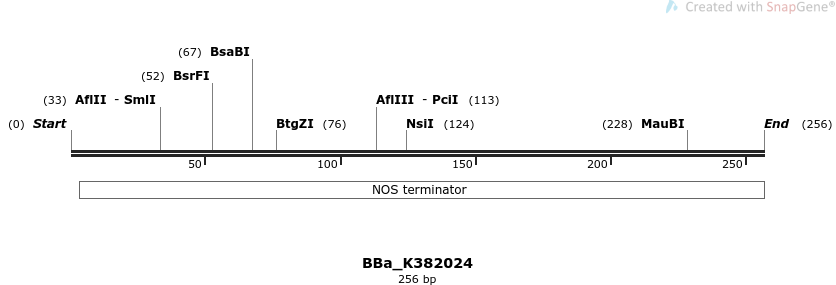 Created with SnapGene®
(67) BsaBI
(52) BsrFI
(33) AflII - SmlI
AflIII - PciI (113)
(0) Start
BtgZI (76)
NsiI (124)
(228) MauBI
End (256)
50
100
150
200
250
NOS terminator
BBa_K382024
256 bp